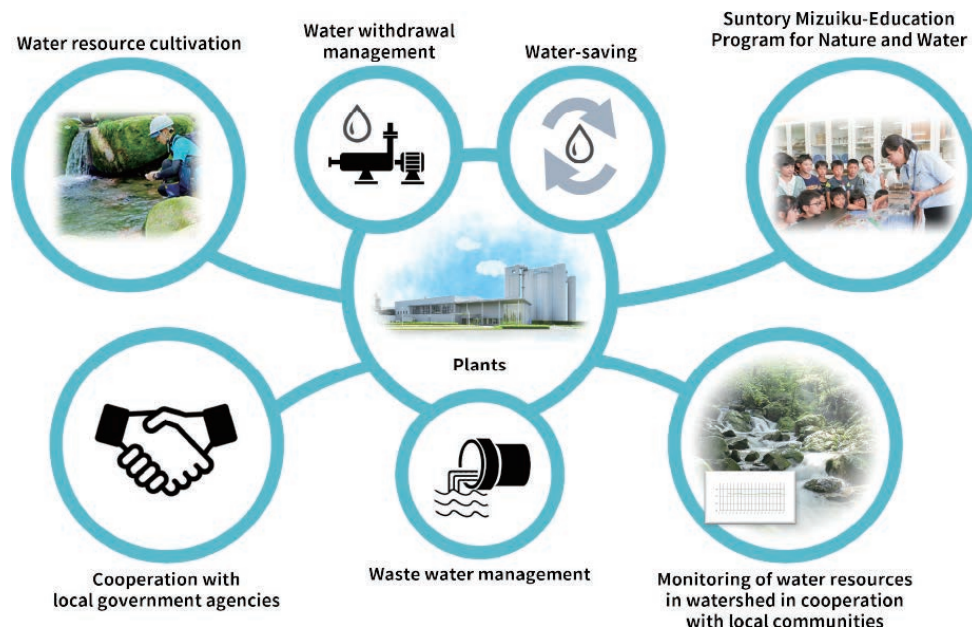 Water resource cultivation
Water withdrawal
management
Water-saving
Suntory Mizuiku-Education
Program for Nature and Water
Plants
Cooperation with
local government agencies
Waste water management
Monitoring of water resources
in watershed in cooperation
with local communities